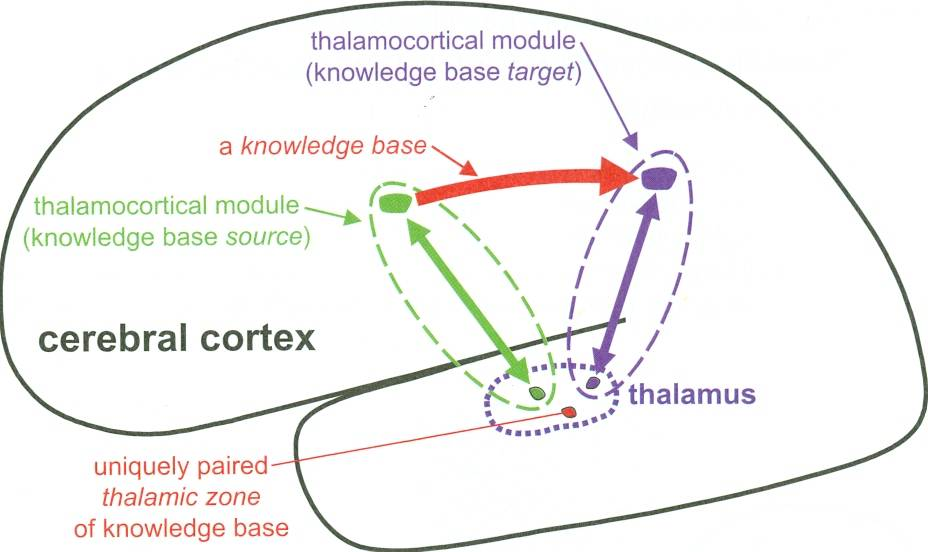 thalamocortical module
(knowledge base target)
a knowledge base
thalamocortical module
(knowledge base source)
cerebral cortex
thalamus
uniquely paired
thalamic zone
of knowledge base